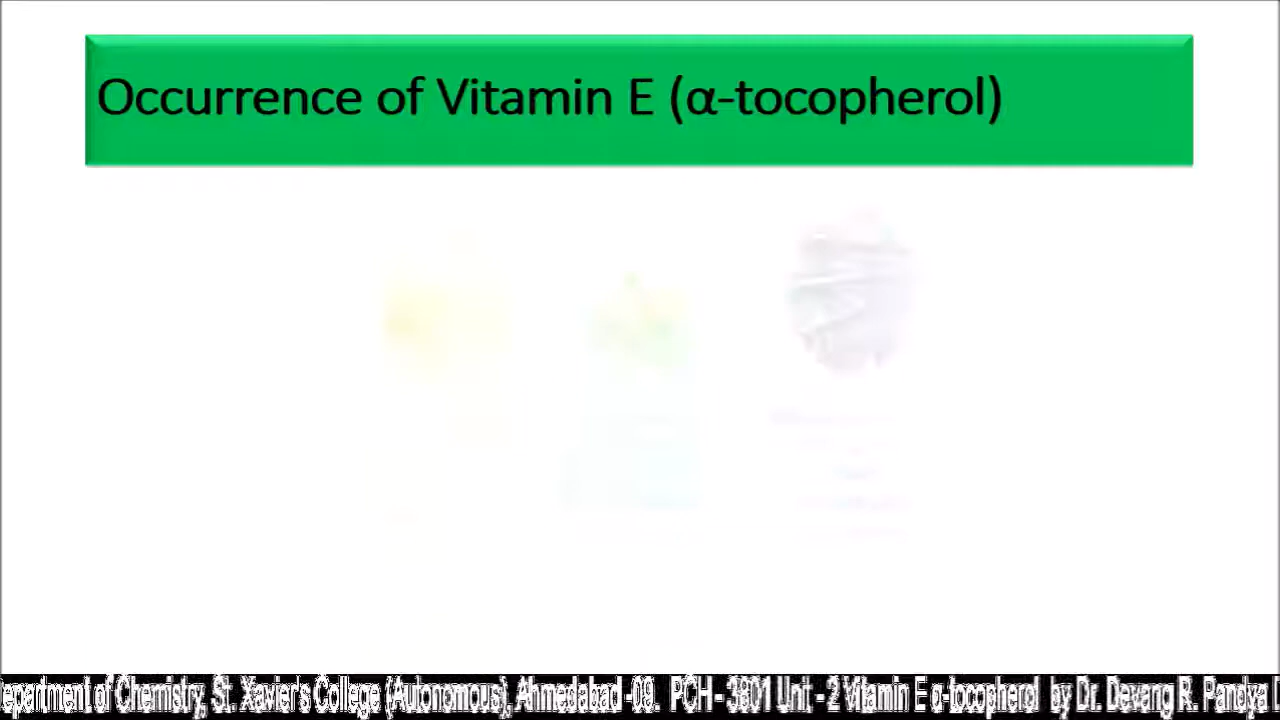 Occurrence of Vitamin E (α-tocopherol)
epartment of Chemistry, St. Xavier's College (Autonomous), Ahmedabad -09. PCH - 3801 Unit - 2 Vitamin E α-tocopherol by Dr. Devang R. Pandya D